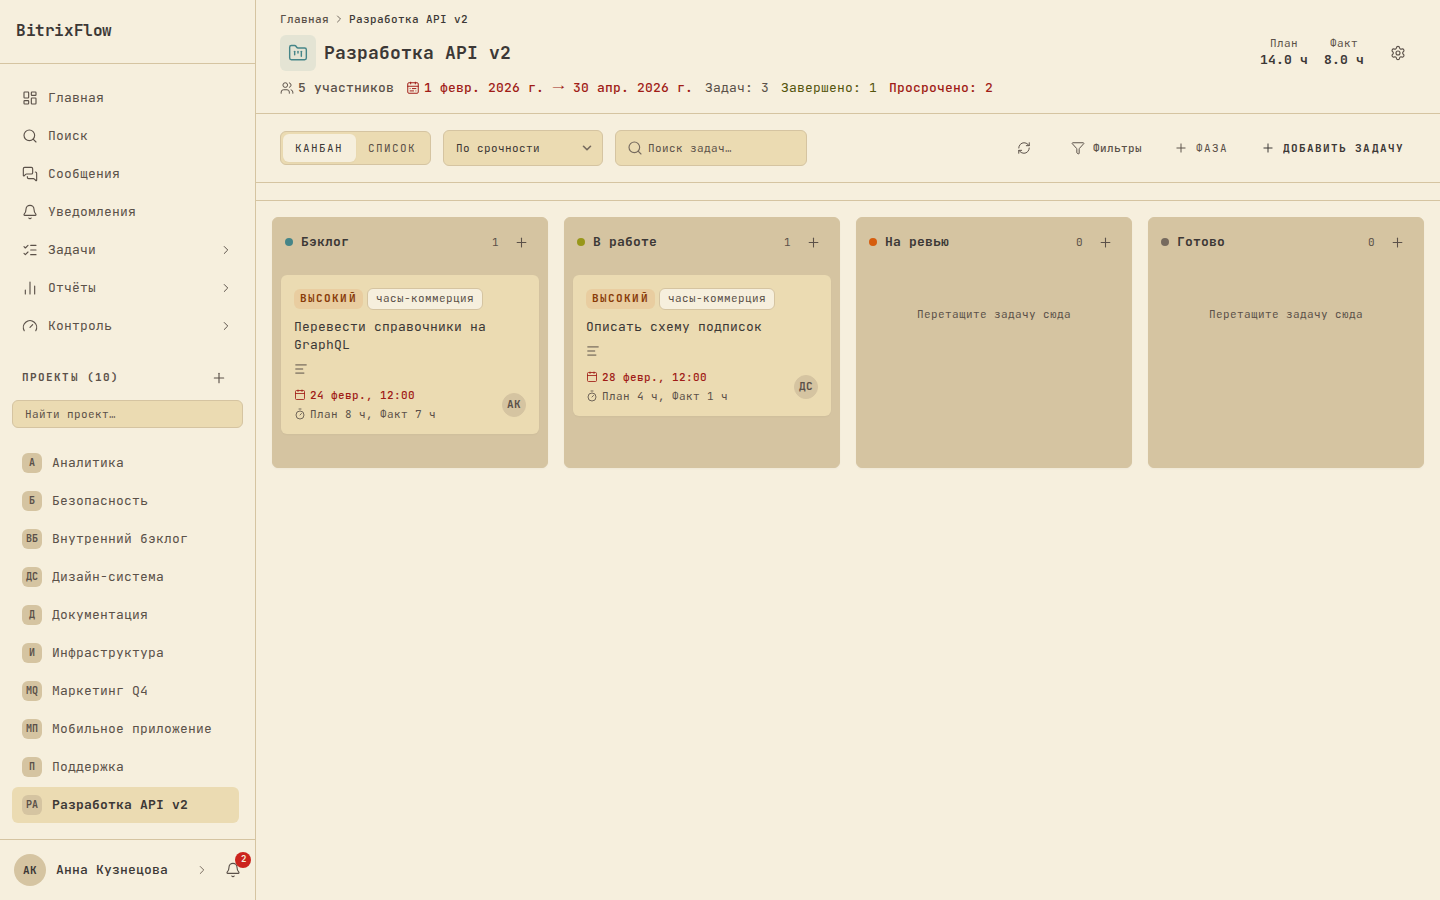 BitrixFlow
Главная
Поиск
Сообщения
Уведомления
Задачи
Отчёты
Контроль
ПРОЕКТЫ (10)
Найти проект…
А Аналитика
Б Безопасность
ВБ Внутренний бэклог
ДС Дизайн-система
Д Документация
И Инфраструктура
MQ Маркетинг Q4
МП Мобильное приложение
П Поддержка
РА Разработка API v2
АК Анна Кузнецова 2
Главная > Разработка API v2
Разработка API v2
План Факт
14.0 ч 8.0 ч
5 участников 1 февр. 2026 г. → 30 апр. 2026 г. Задач: 3 Завершено: 1 Просрочено: 2
КАНБАН СПИСОК По срочности Поиск задач… Фильтры + ФАЗА + ДОБАВИТЬ ЗАДАЧУ
Бэклог 1 +
ВЫСОКИЙ часы-коммерция
Перевести справочники на
GraphQL
24 февр., 12:00
План 8 ч, Факт 7 ч
АК
В работе 1 +
ВЫСОКИЙ часы-коммерция
Описать схему подписок
28 февр., 12:00
План 4 ч, Факт 1 ч
ДС
На ревью 0 +
Перетащите задачу сюда
Готово 0 +
Перетащите задачу сюда